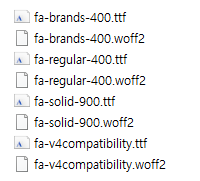 fa-brands-400.ttf
fa-brands-400.woff2
fa-regular-400.ttf
fa-regular-400.woff2
fa-solid-900.ttf
fa-solid-900.woff2
fa-v4compatibility.ttf
fa-v4compatibility.woff2